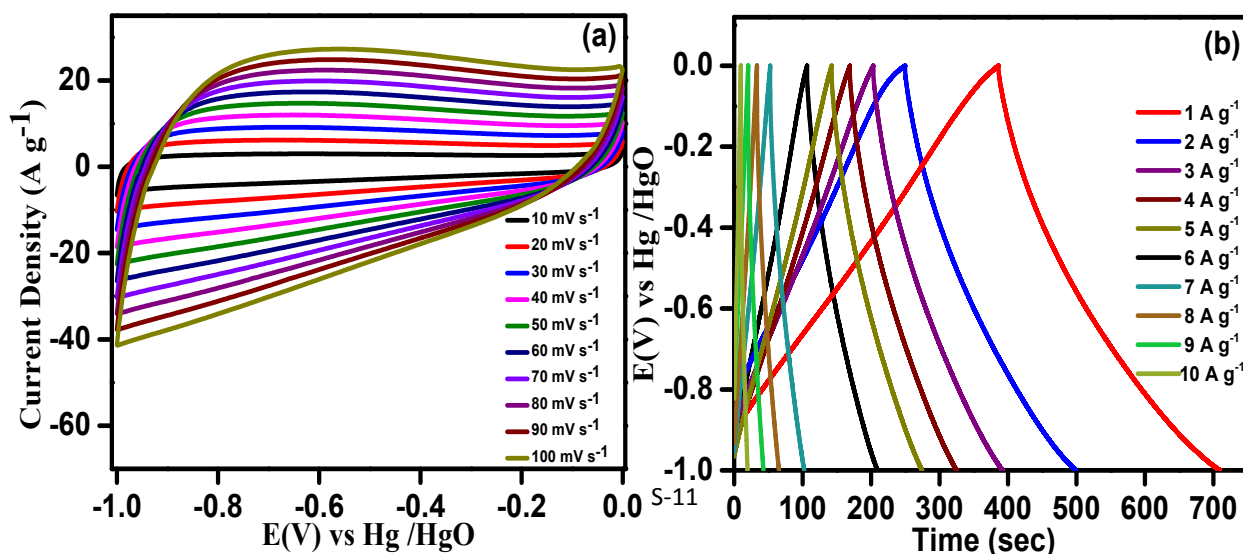 (a)
Current Density (A g⁻¹)
20
0
-20
-40
-60
10 mV s⁻¹
20 mV s⁻¹
30 mV s⁻¹
40 mV s⁻¹
50 mV s⁻¹
60 mV s⁻¹
70 mV s⁻¹
80 mV s⁻¹
90 mV s⁻¹
100 mV s⁻¹
-1.0 -0.8 -0.6 -0.4 -0.2 0.0
E(V) vs Hg /HgO
(b)
E(V) vs Hg /HgO
0.0
-0.2
-0.4
-0.6
-0.8
-1.0
1 A g⁻¹
2 A g⁻¹
3 A g⁻¹
4 A g⁻¹
5 A g⁻¹
6 A g⁻¹
7 A g⁻¹
8 A g⁻¹
9 A g⁻¹
10 A g⁻¹
S-11
0 100 200 300 400 500 600 700
Time (sec)